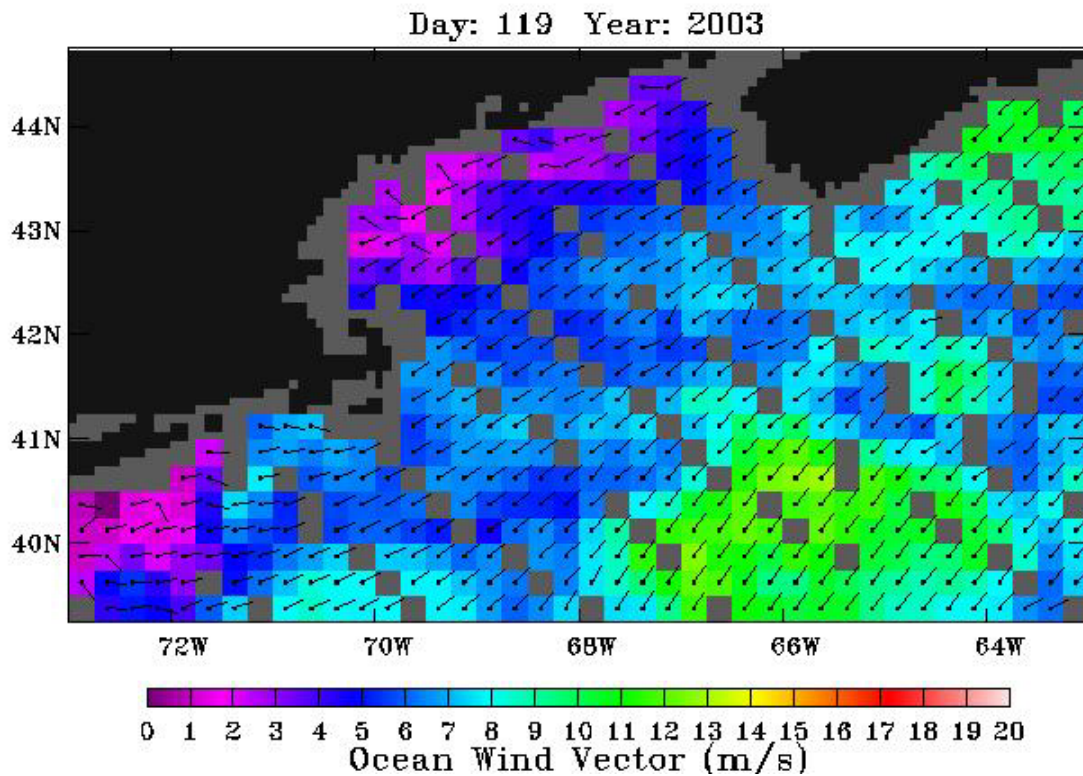 Day: 119 Year: 2003
44N
43N
42N
41N
40N
72W 70W 68W 66W 64W
0 1 2 3 4 5 6 7 8 9 10 11 12 13 14 15 16 17 18 19 20
Ocean Wind Vector (m/s)